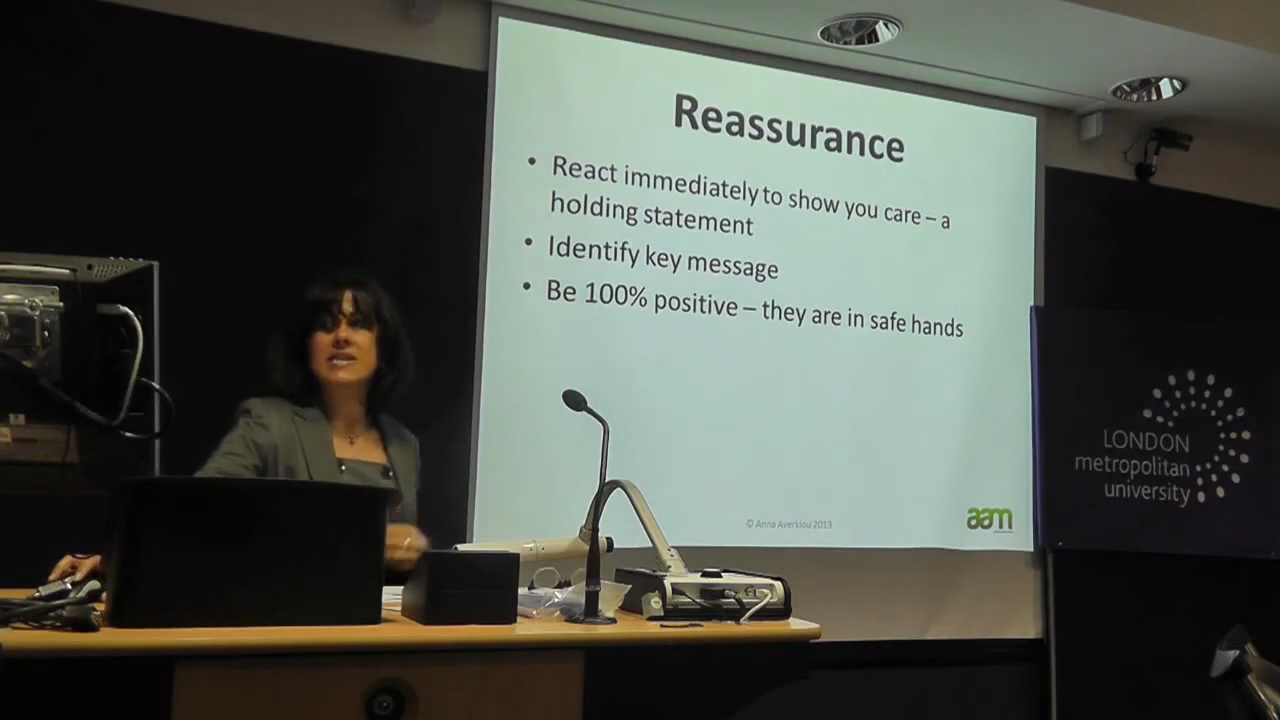 Reassurance
• React immediately to show you care – a
holding statement
• Identify key message
• Be 100% positive – they are in safe hands
© Anna Averkiou 2013
aam
LONDON
metropolitan
university